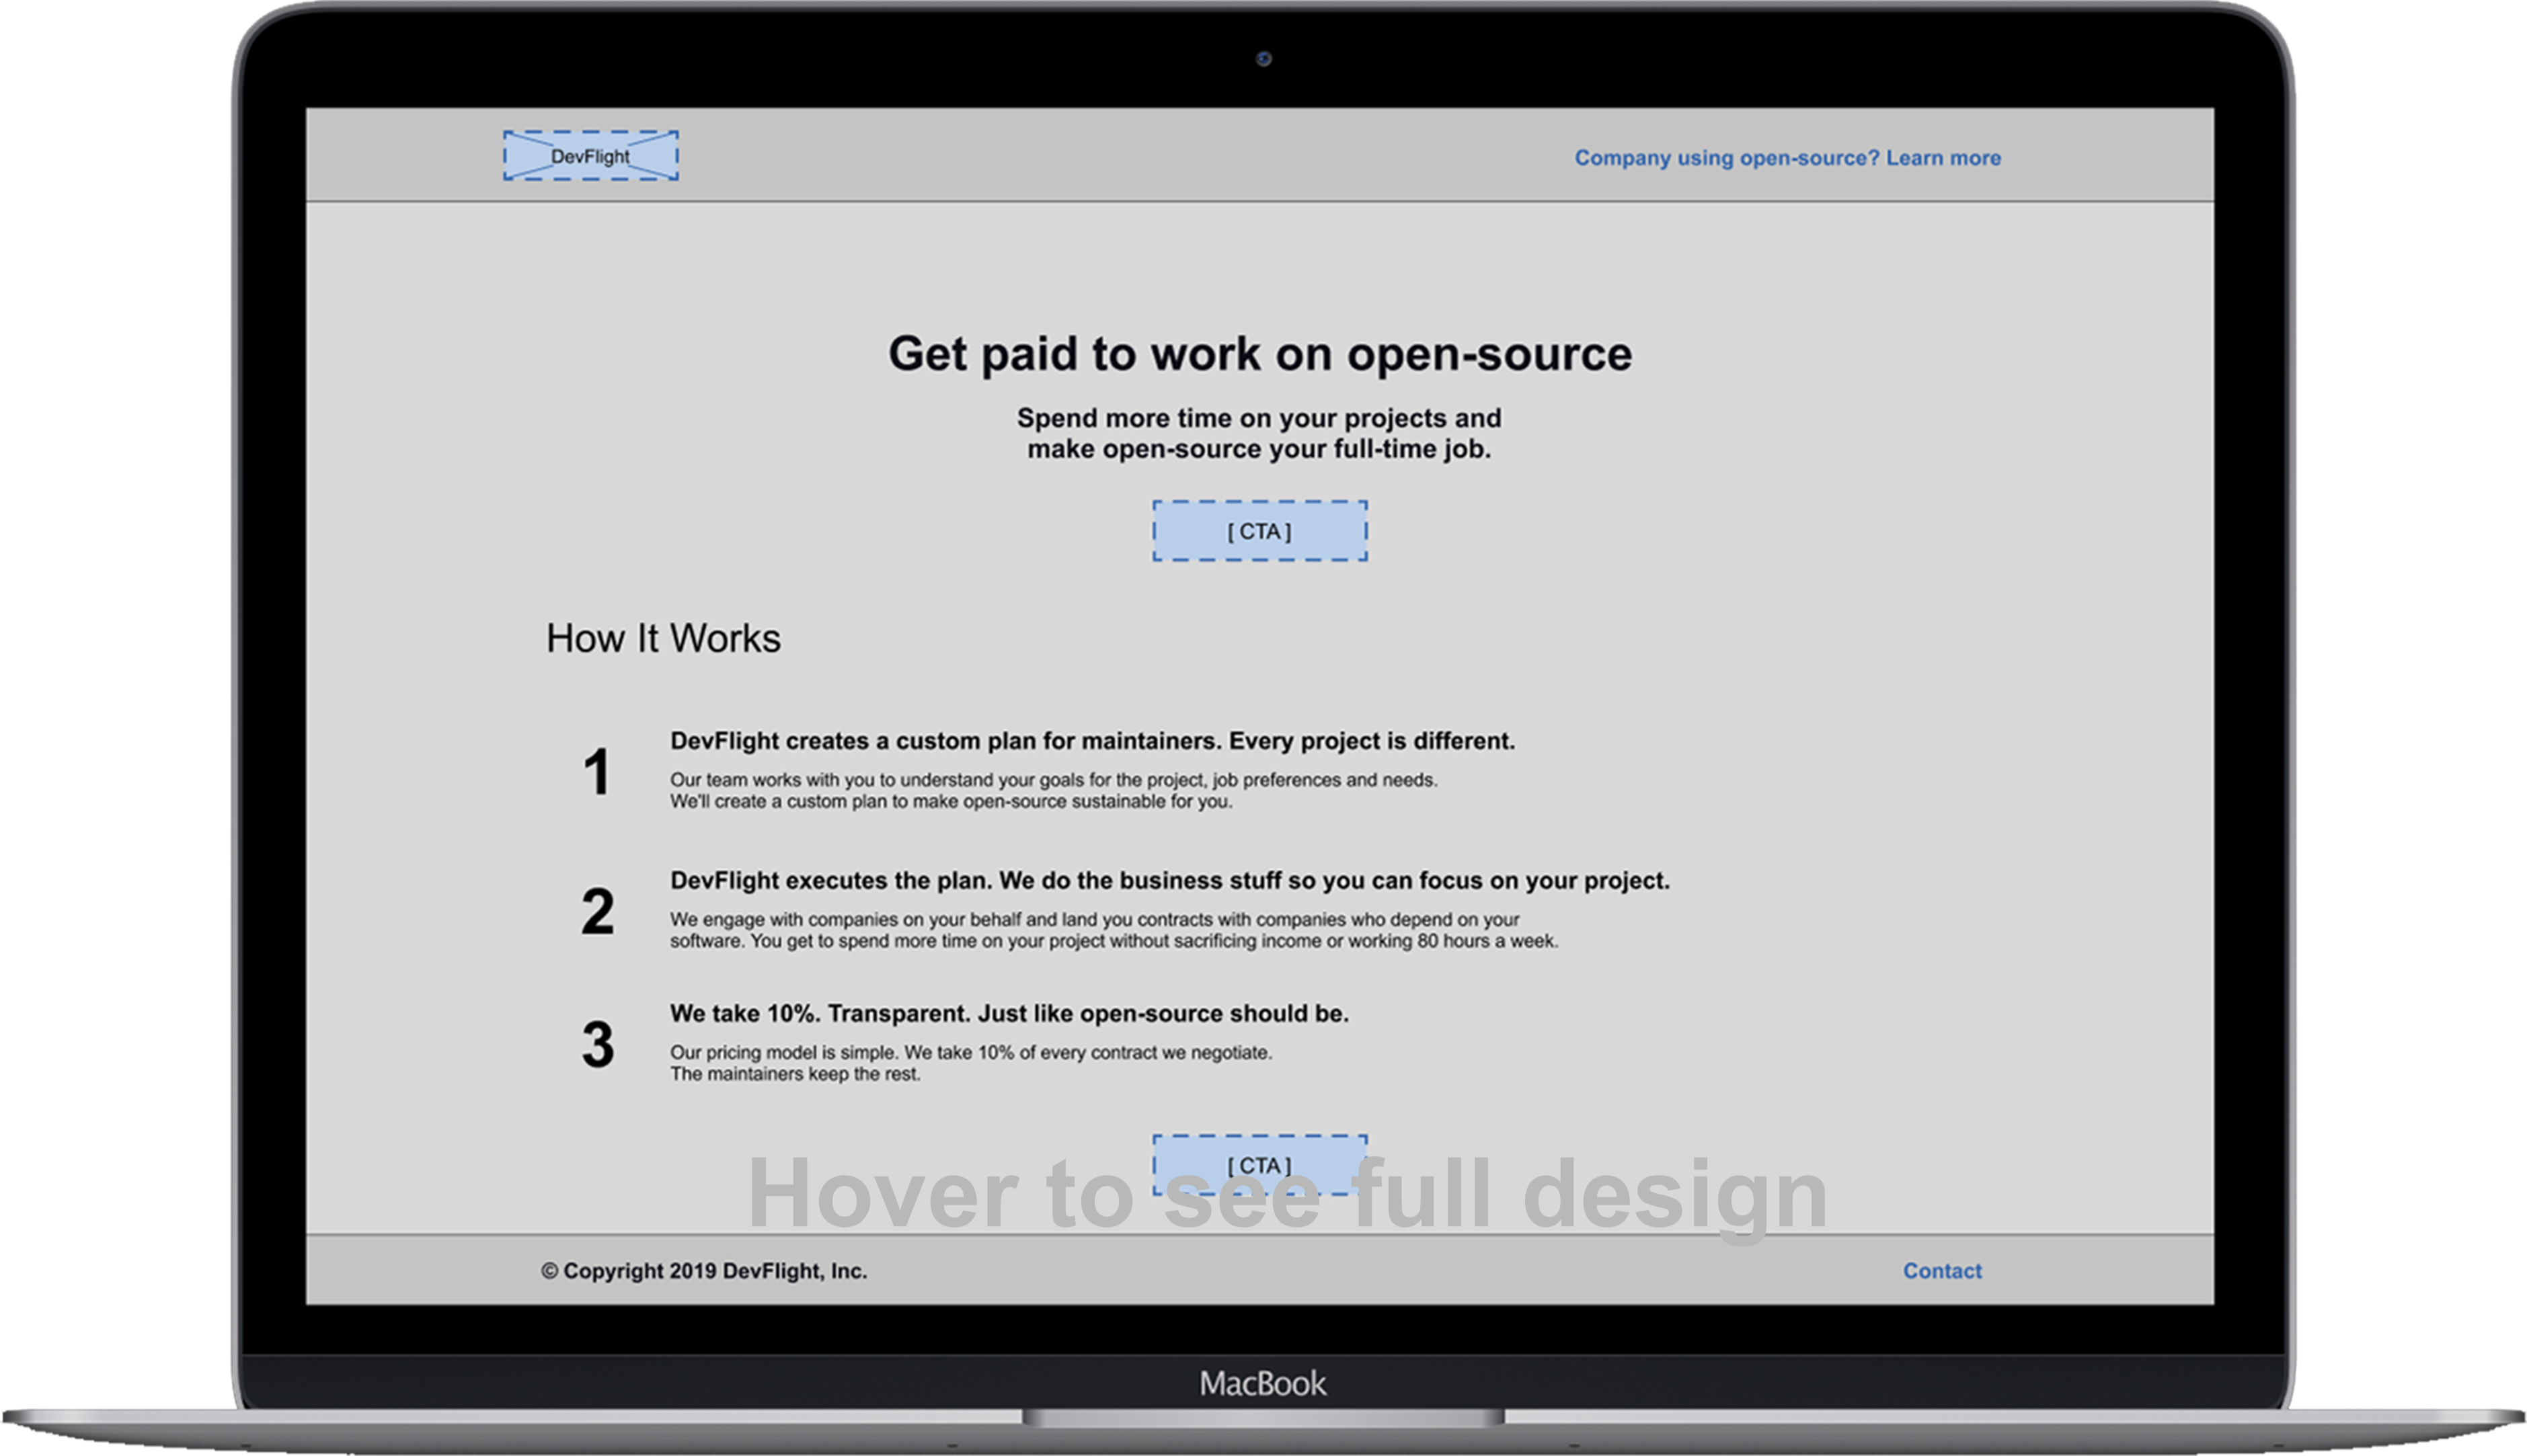 DevFlight
Company using open-source? Learn more
Get paid to work on open-source
Spend more time on your projects and
make open-source your full-time job.
[ CTA ]
How It Works
1
DevFlight creates a custom plan for maintainers. Every project is different.
Our team works with you to understand your goals for the project, job preferences and needs.
We'll create a custom plan to make open-source sustainable for you.
2
DevFlight executes the plan. We do the business stuff so you can focus on your project.
We engage with companies on your behalf and land you contracts with companies who depend on your
software. You get to spend more time on your project without sacrificing income or working 80 hours a week.
3
We take 10%. Transparent. Just like open-source should be.
Our pricing model is simple. We take 10% of every contract we negotiate.
The maintainers keep the rest.
[ CTA ]
Hover to see full design
© Copyright 2019 DevFlight, Inc.
Contact
MacBook